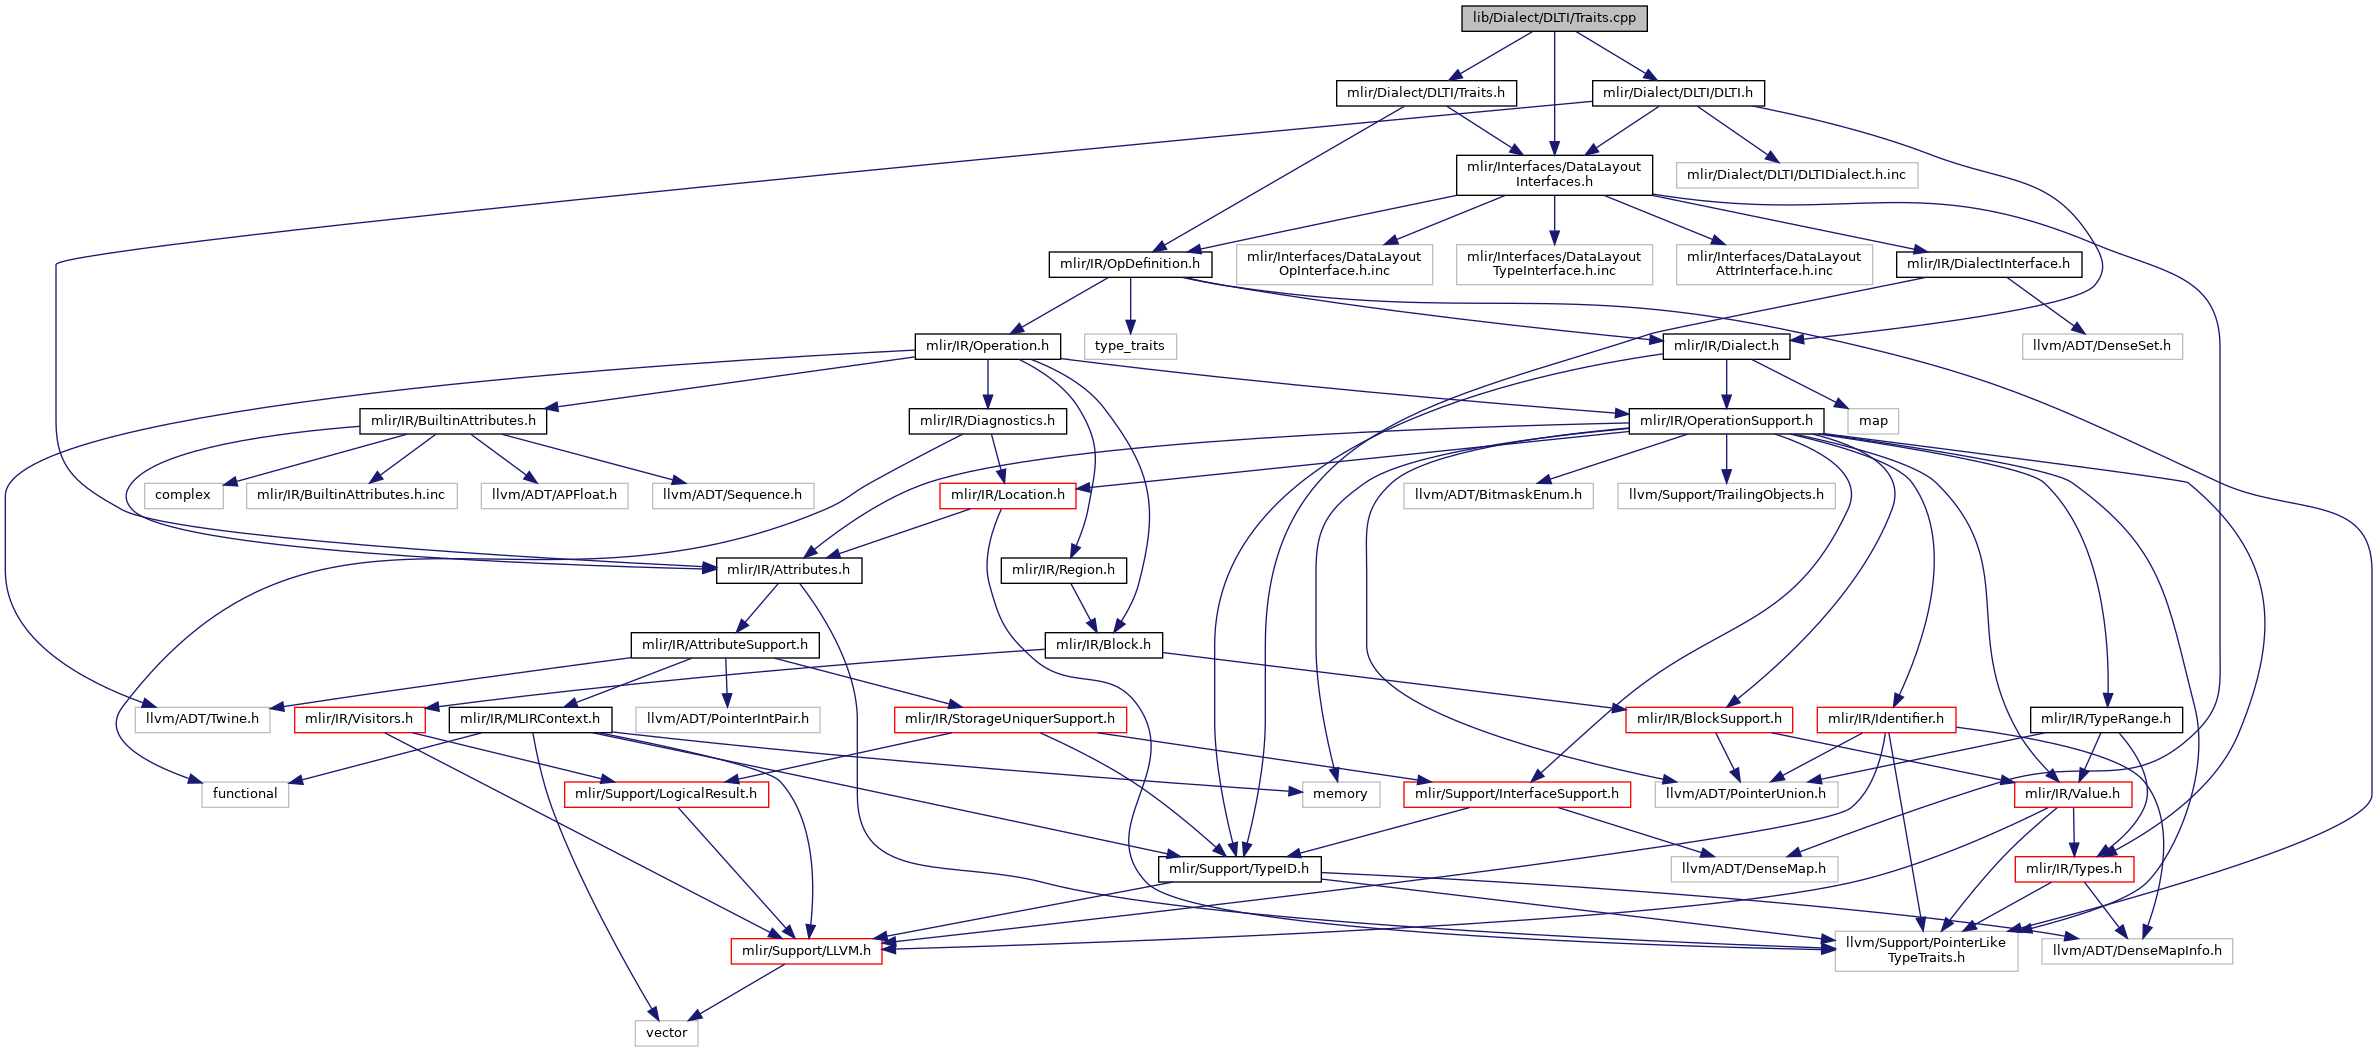 lib/Dialect/DLTI/Traits.cpp
mlir/Dialect/DLTI/Traits.h
mlir/Dialect/DLTI/DLTI.h
mlir/Interfaces/DataLayout
Interfaces.h
mlir/Dialect/DLTI/DLTIDialect.h.inc
mlir/IR/OpDefinition.h
mlir/Interfaces/DataLayout
OpInterface.h.inc
mlir/Interfaces/DataLayout
TypeInterface.h.inc
mlir/Interfaces/DataLayout
AttrInterface.h.inc
mlir/IR/DialectInterface.h
mlir/IR/Operation.h
type_traits
mlir/IR/Dialect.h
llvm/ADT/DenseSet.h
mlir/IR/BuiltinAttributes.h
mlir/IR/Diagnostics.h
mlir/IR/OperationSupport.h
map
complex
mlir/IR/BuiltinAttributes.h.inc
llvm/ADT/APFloat.h
llvm/ADT/Sequence.h
mlir/IR/Location.h
llvm/ADT/BitmaskEnum.h
llvm/Support/TrailingObjects.h
mlir/IR/Attributes.h
mlir/IR/Region.h
mlir/IR/AttributeSupport.h
mlir/IR/Block.h
llvm/ADT/Twine.h
mlir/IR/Visitors.h
mlir/IR/MLIRContext.h
llvm/ADT/PointerIntPair.h
mlir/IR/StorageUniquerSupport.h
mlir/IR/BlockSupport.h
mlir/IR/Identifier.h
mlir/IR/TypeRange.h
functional
mlir/Support/LogicalResult.h
memory
mlir/Support/InterfaceSupport.h
llvm/ADT/PointerUnion.h
mlir/IR/Value.h
mlir/Support/TypeID.h
llvm/ADT/DenseMap.h
mlir/IR/Types.h
mlir/Support/LLVM.h
llvm/Support/PointerLike
TypeTraits.h
llvm/ADT/DenseMapInfo.h
vector